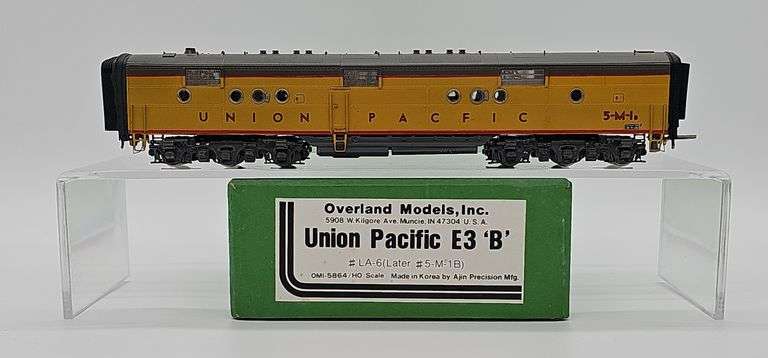 UNION PACFIC 5-M-1B
Overland Models, Inc.
5908 W. Kilgore Ave. Muncie, IN 47304 U.S.A.
Union Pacific E3 'B'
# LA-6 (Later #5-M-1B)
OMI-5864/HO Scale Made in Korea by Ajin Precision Mfg.